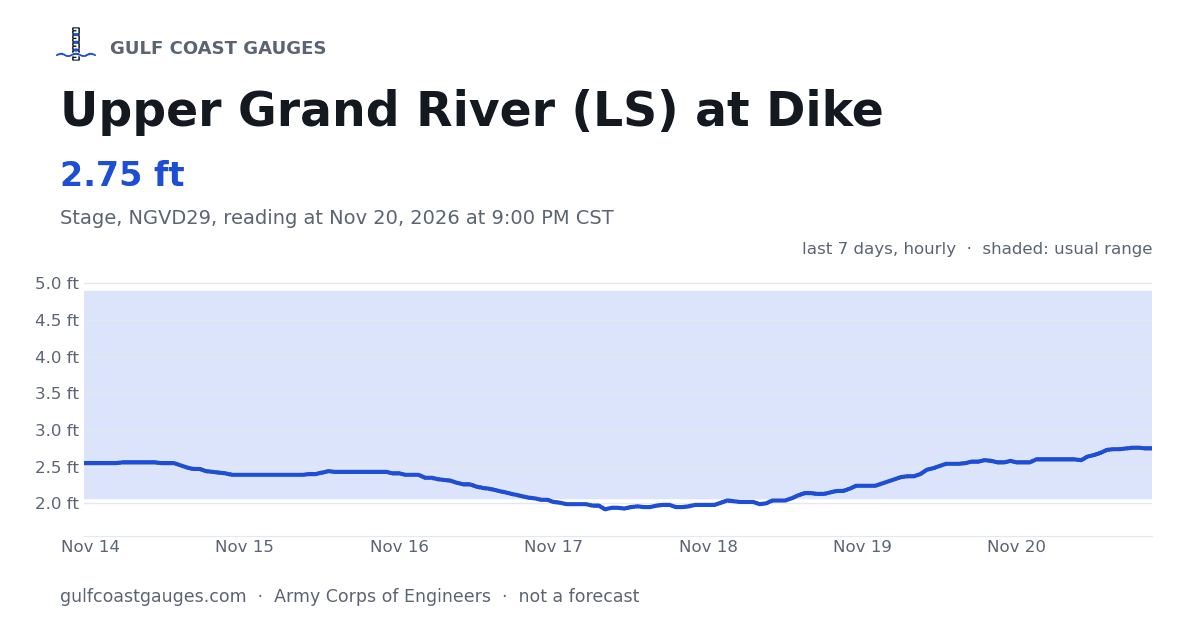 GULF COAST GAUGES
Upper Grand River (LS) at Dike
2.75 ft
Stage, NGVD29, reading at Nov 20, 2026 at 9:00 PM CST
last 7 days, hourly · shaded: usual range
5.0 ft
4.5 ft
4.0 ft
3.5 ft
3.0 ft
2.5 ft
2.0 ft
Nov 14 Nov 15 Nov 16 Nov 17 Nov 18 Nov 19 Nov 20
gulfcoastgauges.com · Army Corps of Engineers · not a forecast